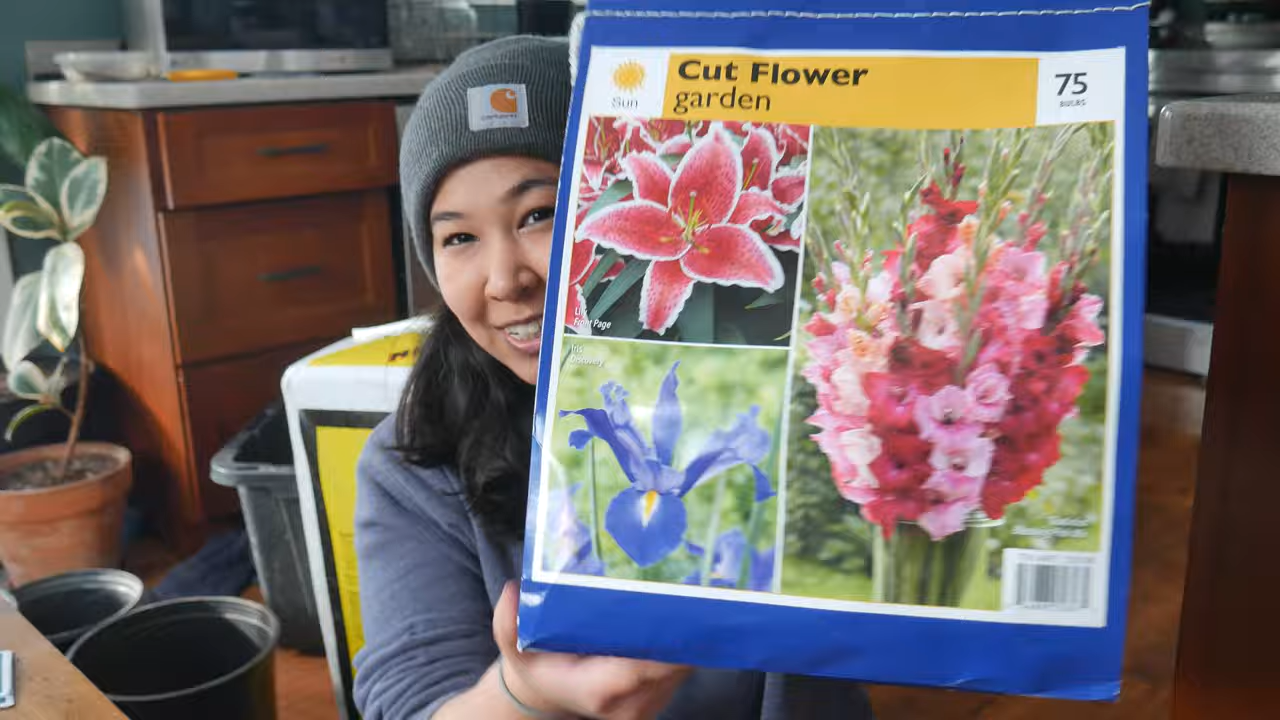 carhartt
Sun
Cut Flower
garden
75
BULBS
Lily
Front Page
Iris
Discovery